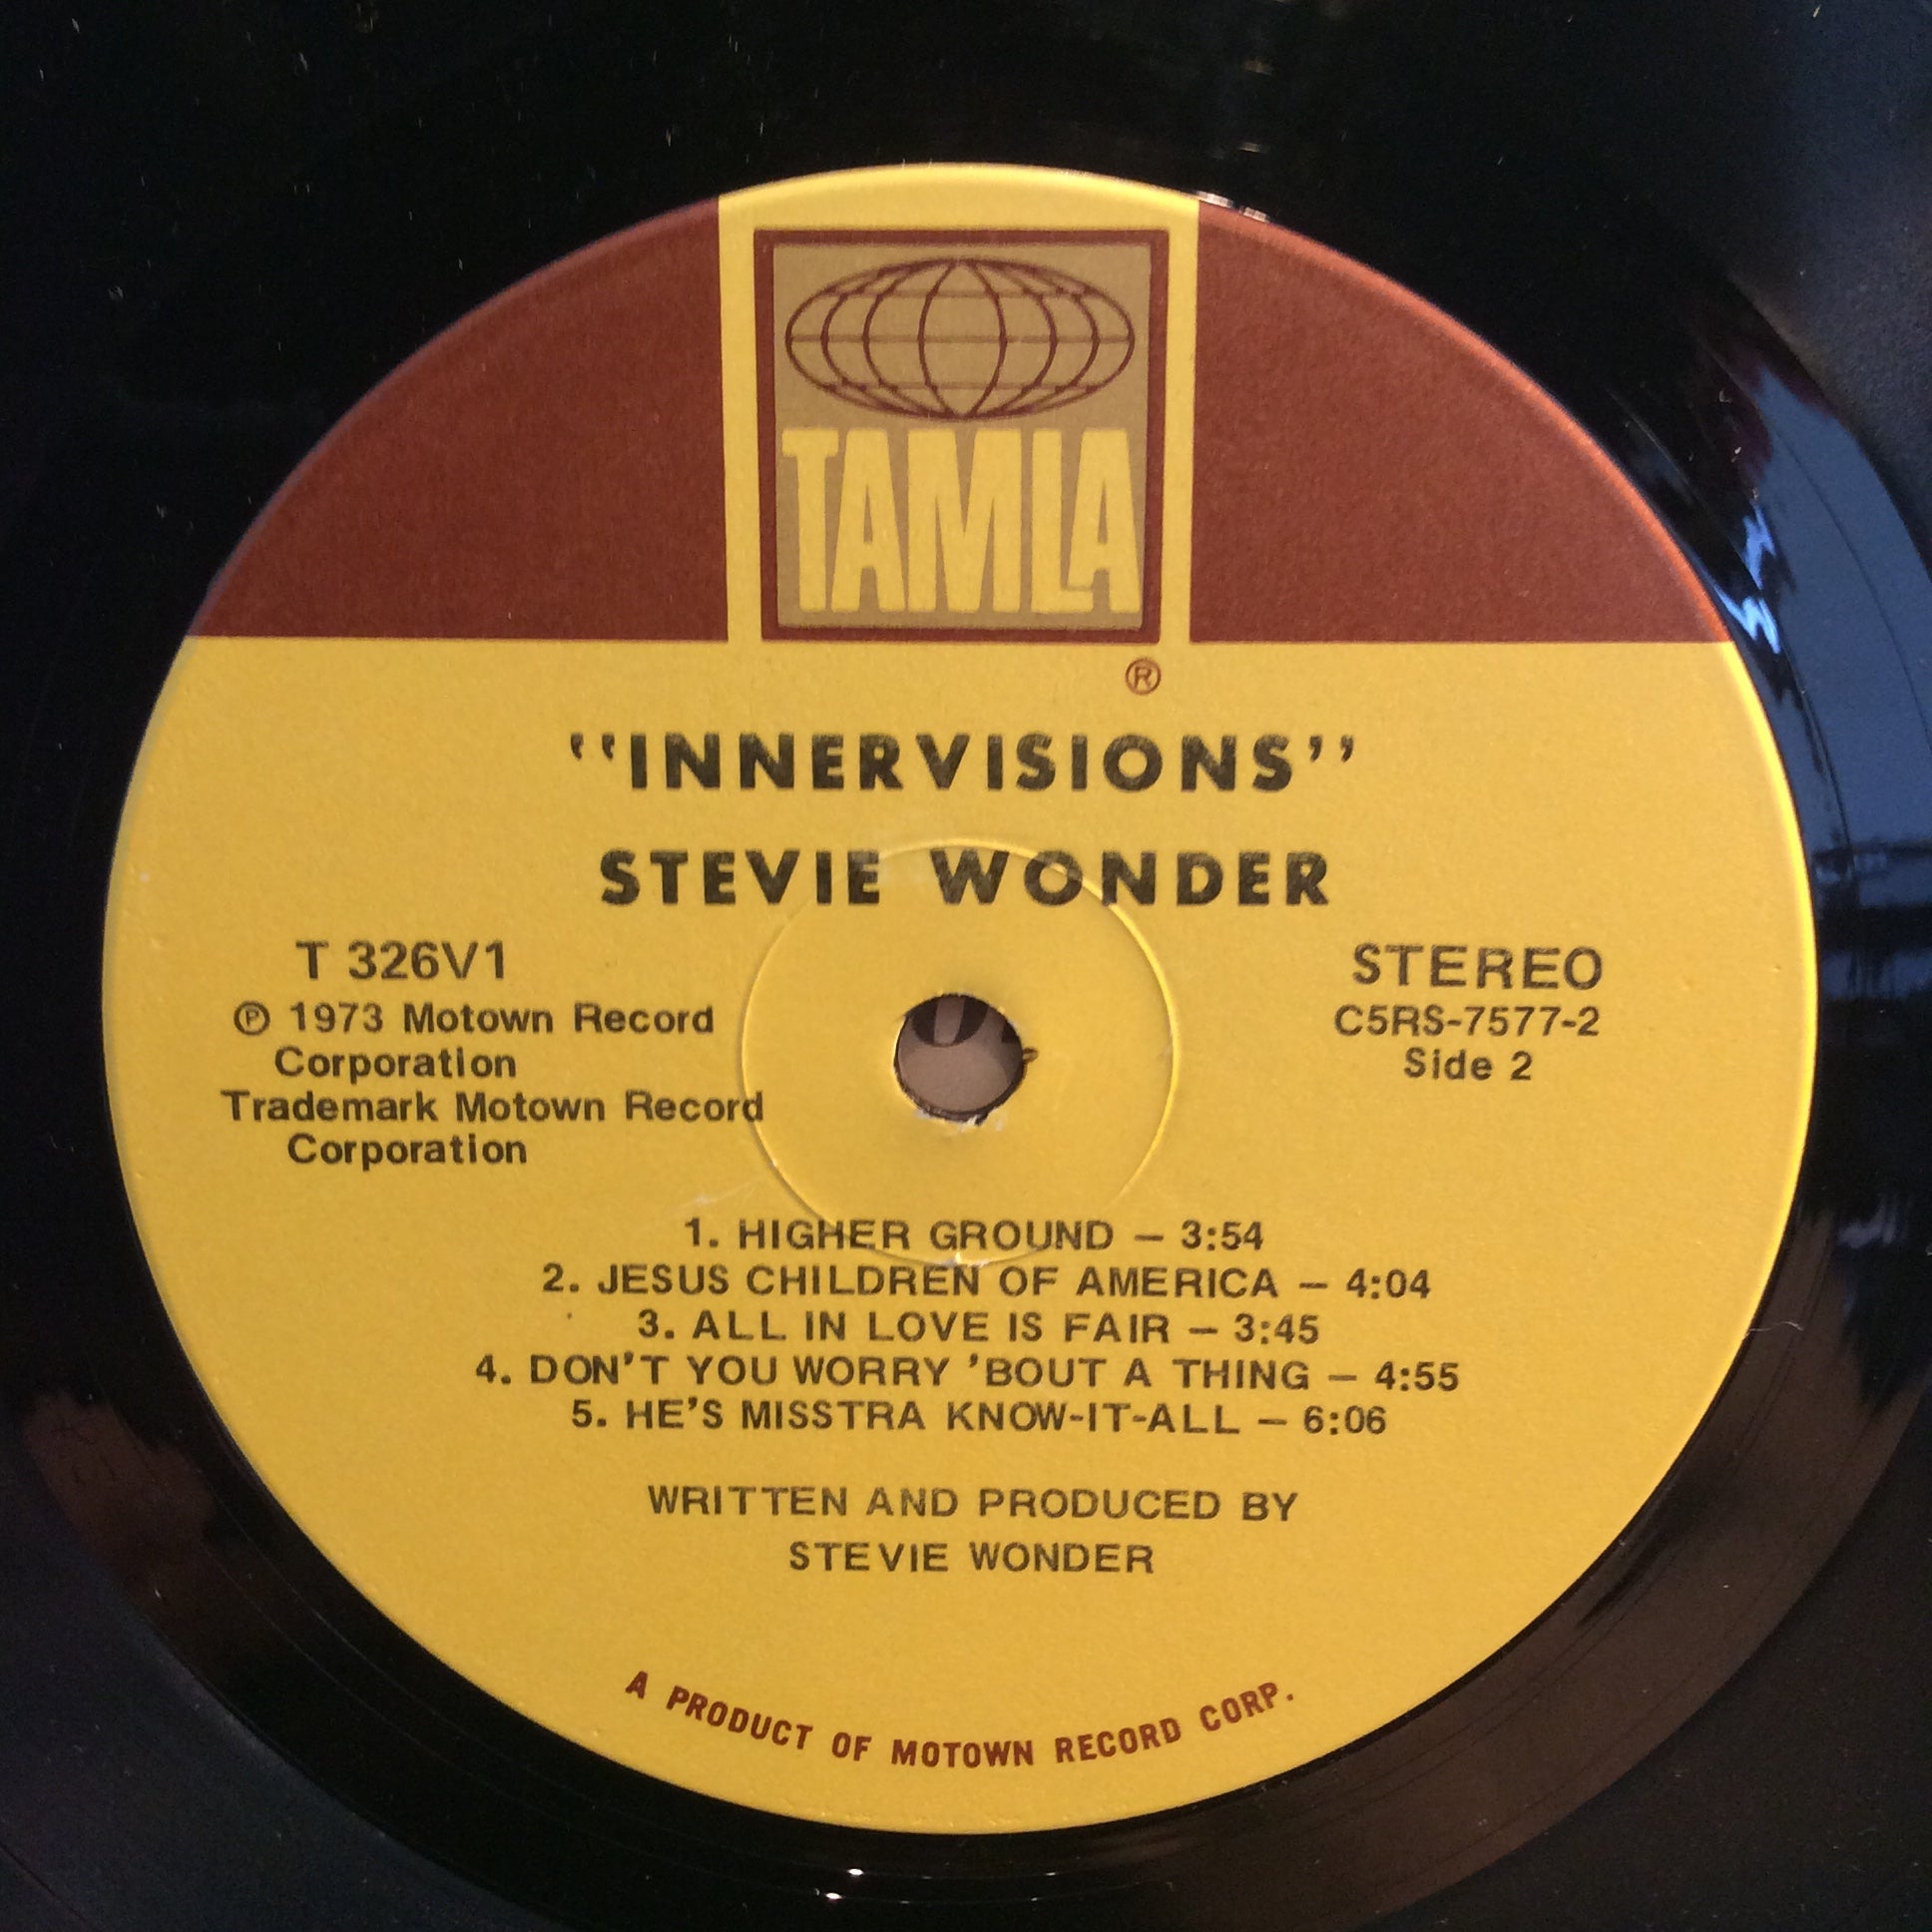 TAMLA
®
"INNERVISIONS"
STEVIE WONDER
T 326V1
℗ 1973 Motown Record
Corporation
Trademark Motown Record
Corporation
STEREO
C5RS-7577-2
Side 2
1. HIGHER GROUND — 3:54
2. JESUS CHILDREN OF AMERICA — 4:04
3. ALL IN LOVE IS FAIR — 3:45
4. DON'T YOU WORRY 'BOUT A THING — 4:55
5. HE'S MISSTRA KNOW-IT-ALL — 6:06
WRITTEN AND PRODUCED BY
STEVIE WONDER
A PRODUCT OF MOTOWN RECORD CORP.